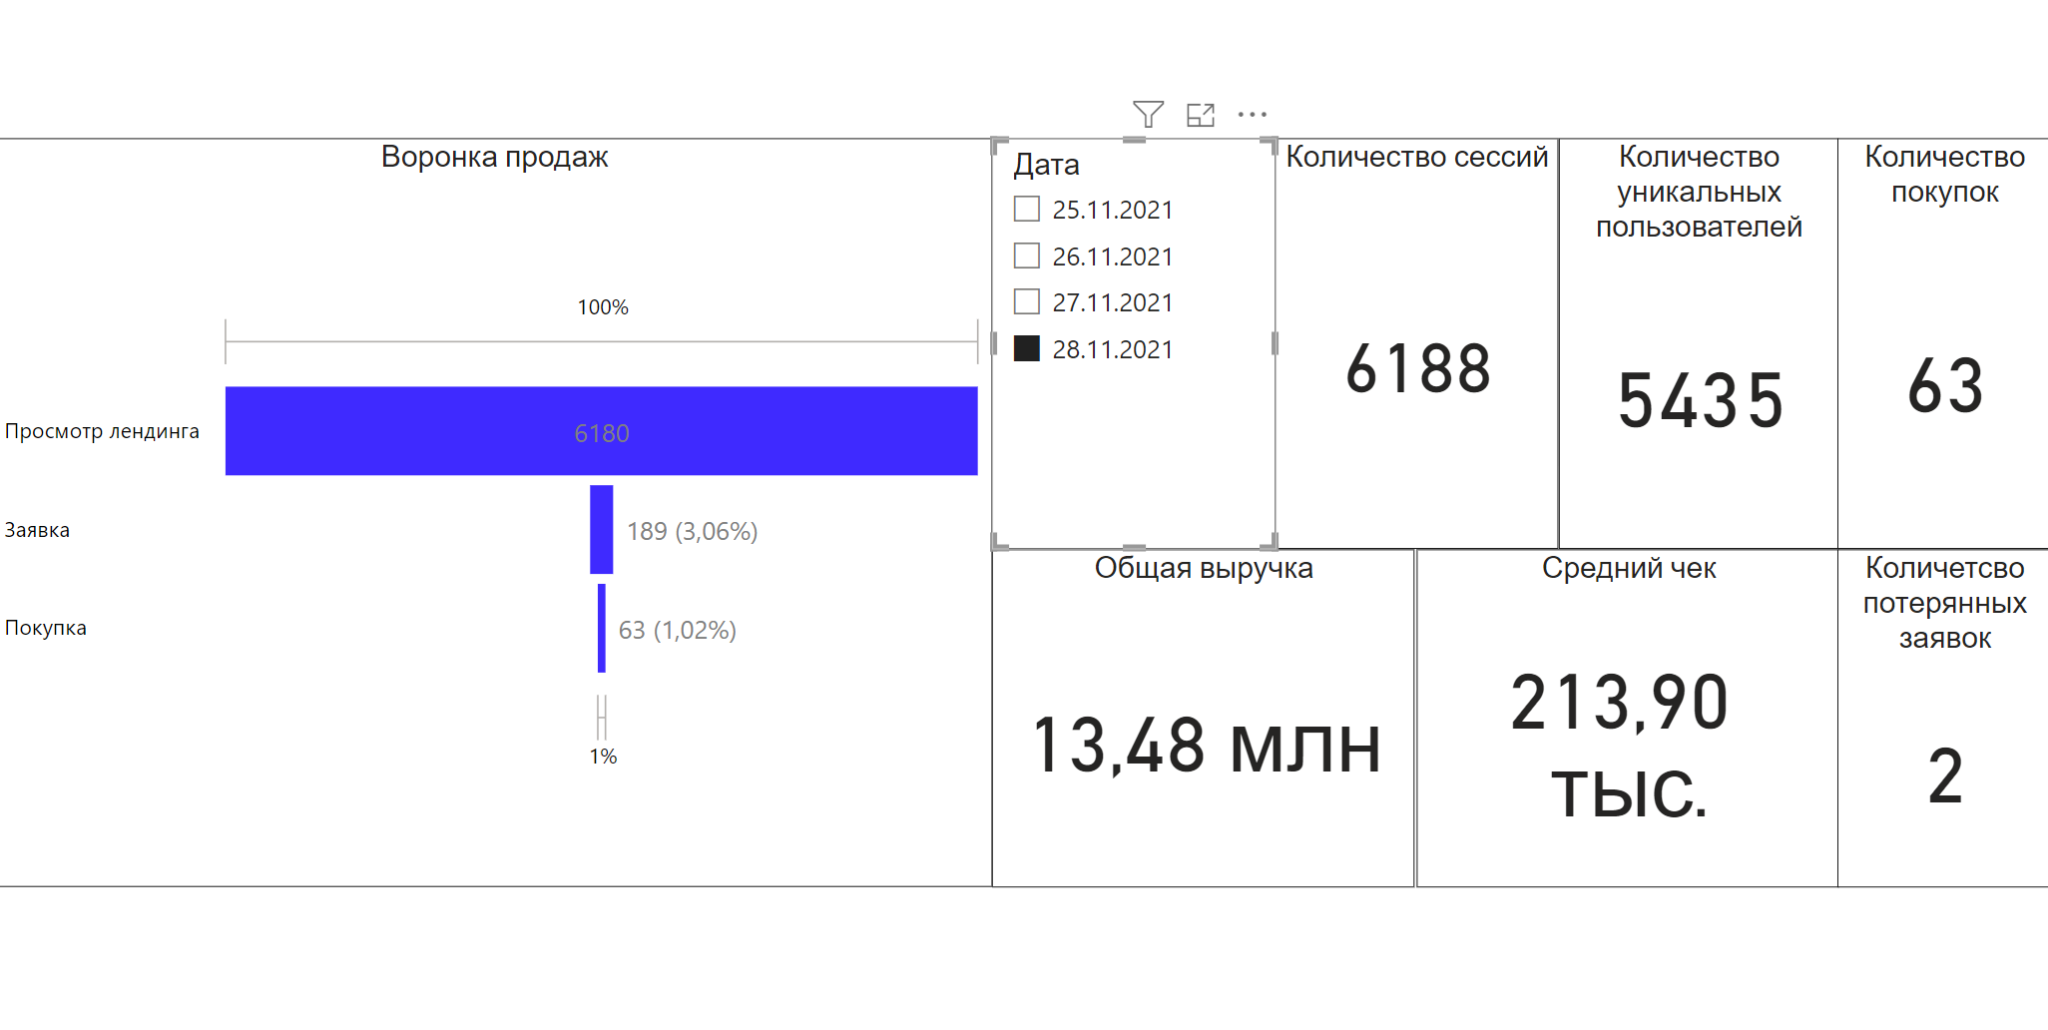 Воронка продаж
100%
Просмотр лендинга
6180
Заявка
189 (3,06%)
Покупка
63 (1,02%)
1%
Дата
25.11.2021
26.11.2021
27.11.2021
28.11.2021
Количество сессий
6188
Количество
уникальных
пользователей
5435
Количество
покупок
63
Общая выручка
13,48 млн
Средний чек
213,90
тыс.
Количетсво
потерянных
заявок
2